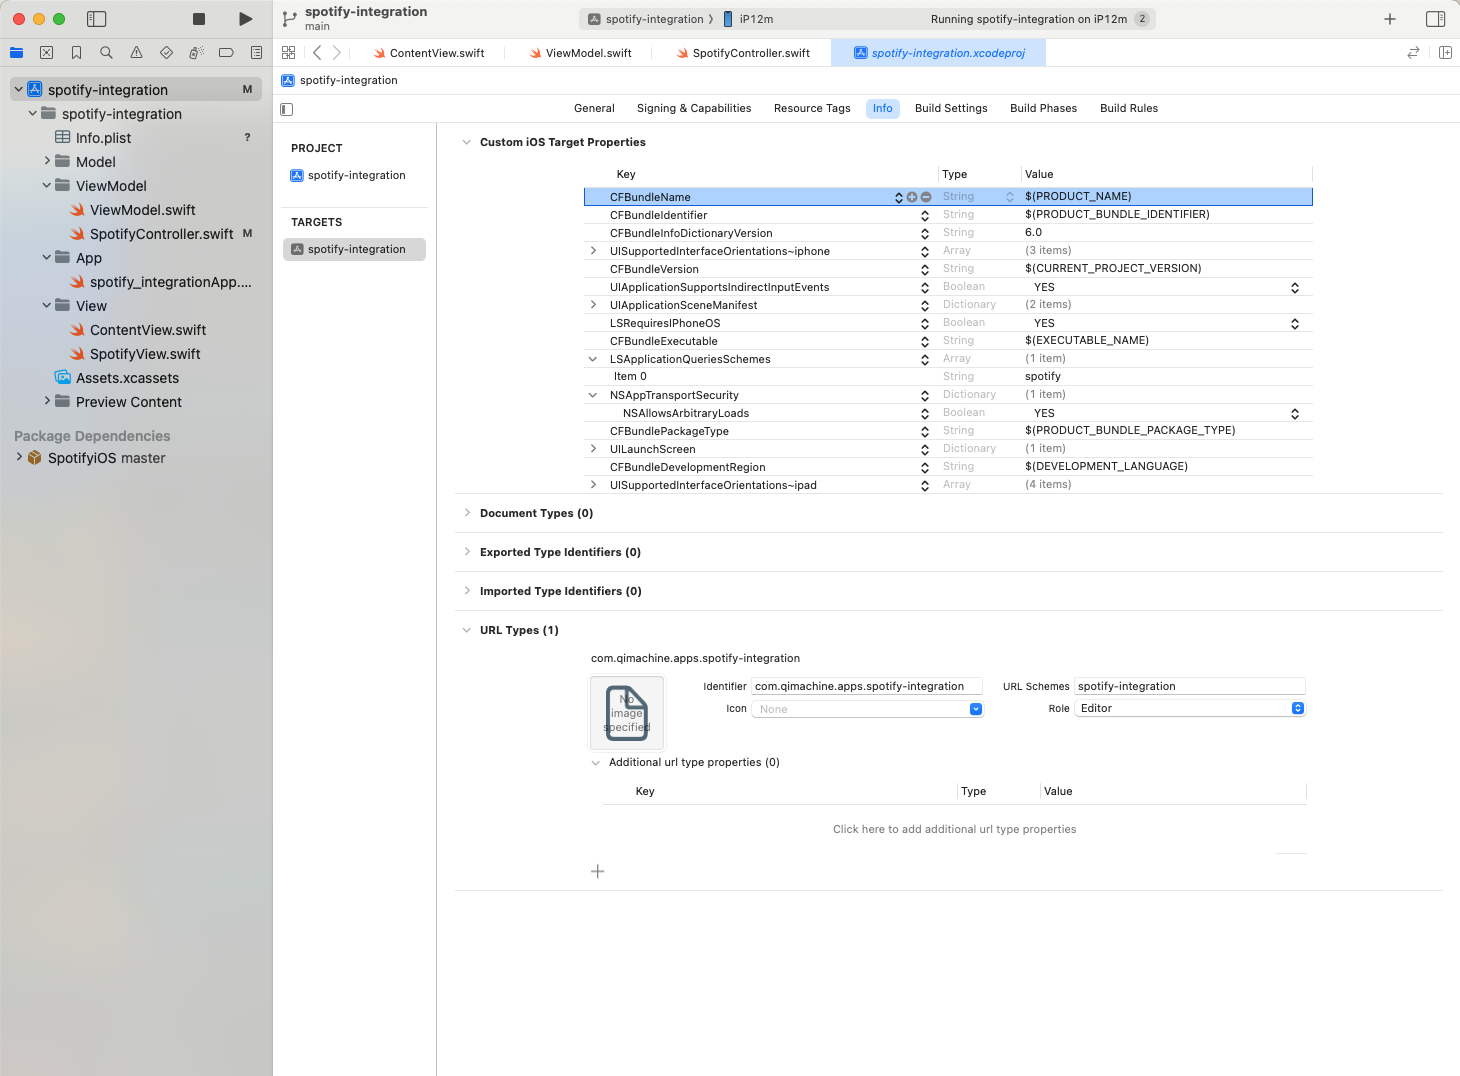 spotify-integration
main
spotify-integration
iP12m
Running spotify-integration on iP12m
2
ContentView.swift
ViewModel.swift
SpotifyController.swift
spotify-integration.xcodeproj
spotify-integration
spotify-integration M
spotify-integration
Info.plist ?
Model
ViewModel
ViewModel.swift
SpotifyController.swift M
App
spotify_integrationApp....
View
ContentView.swift
SpotifyView.swift
Assets.xcassets
Preview Content
Package Dependencies
SpotifyiOS master
General Signing & Capabilities Resource Tags Info Build Settings Build Phases Build Rules
PROJECT
spotify-integration
TARGETS
spotify-integration
Custom iOS Target Properties
Key Type Value
CFBundleName String $(PRODUCT_NAME)
CFBundleIdentifier String $(PRODUCT_BUNDLE_IDENTIFIER)
CFBundleInfoDictionaryVersion String 6.0
UISupportedInterfaceOrientations~iphone Array (3 items)
CFBundleVersion String $(CURRENT_PROJECT_VERSION)
UIApplicationSupportsIndirectInputEvents Boolean YES
UIApplicationSceneManifest Dictionary (2 items)
LSRequiresIPhoneOS Boolean YES
CFBundleExecutable String $(EXECUTABLE_NAME)
LSApplicationQueriesSchemes Array (1 item)
Item 0 String spotify
NSAppTransportSecurity Dictionary (1 item)
NSAllowsArbitraryLoads Boolean YES
CFBundlePackageType String $(PRODUCT_BUNDLE_PACKAGE_TYPE)
UILaunchScreen Dictionary (1 item)
CFBundleDevelopmentRegion String $(DEVELOPMENT_LANGUAGE)
UISupportedInterfaceOrientations~ipad Array (4 items)
Document Types (0)
Exported Type Identifiers (0)
Imported Type Identifiers (0)
URL Types (1)
com.qimachine.apps.spotify-integration
No
image
specified
Identifier com.qimachine.apps.spotify-integration URL Schemes spotify-integration
Icon None Role Editor
Additional url type properties (0)
Key Type Value
Click here to add additional url type properties